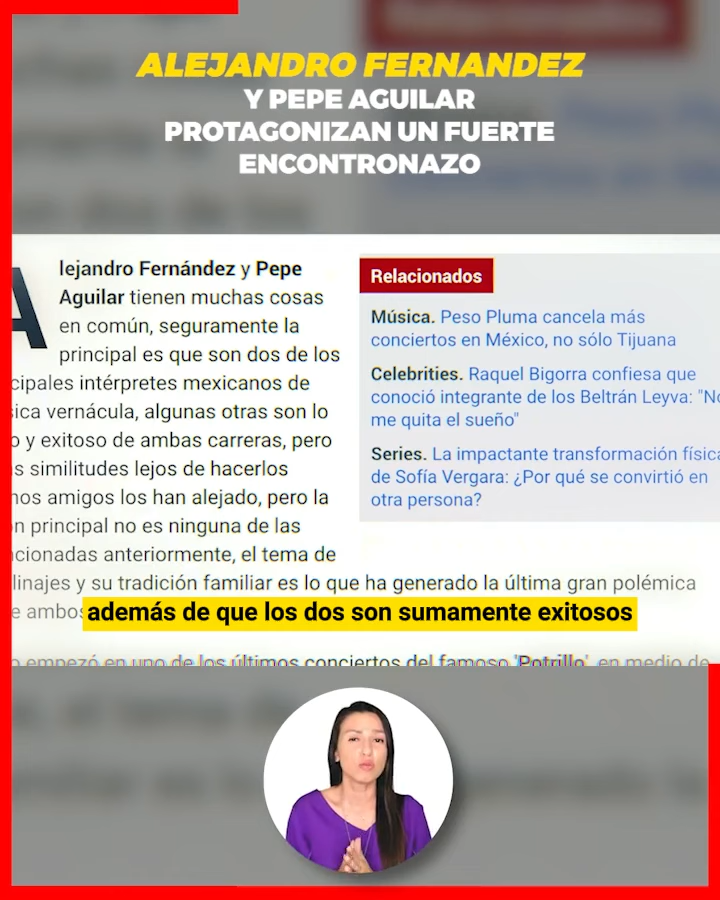 ALEJANDRO FERNANDEZ
Y PEPE AGUILAR
PROTAGONIZAN UN FUERTE
ENCONTRONAZO
A
lejandro Fernández y Pepe
Aguilar tienen muchas cosas
en común, seguramente la
principal es que son dos de los
cipales intérpretes mexicanos de
ica vernácula, algunas otras son lo
o y exitoso de ambas carreras, pero
s similitudes lejos de hacerlos
nos amigos los han alejado, pero la
n principal no es ninguna de las
cionadas anteriormente, el tema de
linajes y su tradición familiar es lo que ha generado la última gran polémica
e ambos
Relacionados
Música. Peso Pluma cancela más
conciertos en México, no sólo Tijuana
Celebrities. Raquel Bigorra confiesa que
conoció integrante de los Beltrán Leyva: "No
me quita el sueño"
Series. La impactante transformación física
de Sofía Vergara: ¿Por qué se convirtió en
otra persona?
además de que los dos son sumamente exitosos
o empezó en uno de los últimos conciertos del famoso 'Potrillo', en medio de